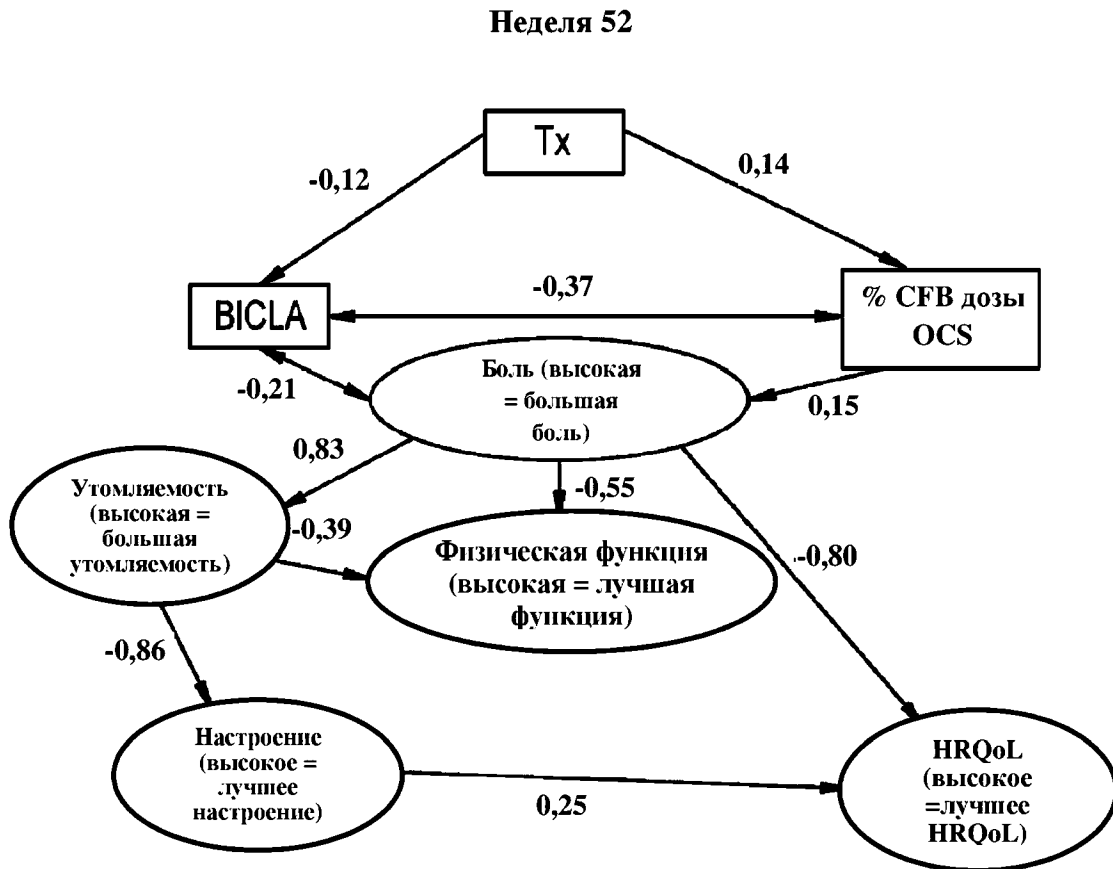 Неделя 52
Tx
-0,12
0,14
BICLA
-0,37
% CFB дозы
OCS
-0,21
Боль (высокая
= большая
боль)
0,15
0,83
-0,55
-0,80
Утомляемость
(высокая =
большая
утомляемость)
-0,39
Физическая функция
(высокая = лучшая
функция)
-0,86
Настроение
(высокое =
лучшее
настроение)
0,25
HRQoL
(высокое
=лучшее
HRQoL)